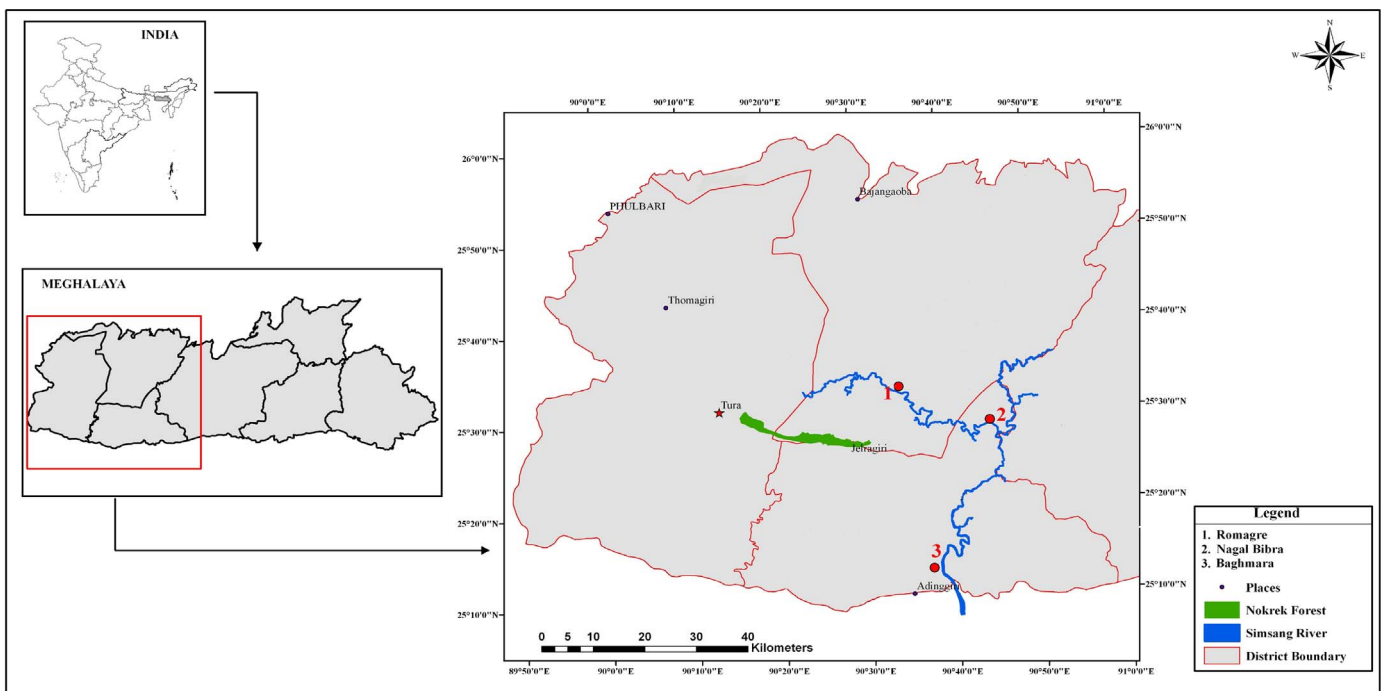 INDIA
MEGHALAYA
N
W E
S
90°0'0"E 90°10'0"E 90°20'0"E 90°30'0"E 90°40'0"E 90°50'0"E 91°0'0"E
26°0'0"N
25°50'0"N
25°40'0"N
25°30'0"N
25°20'0"N
25°10'0"N
26°0'0"N
25°50'0"N
25°40'0"N
25°30'0"N
25°20'0"N
25°10'0"N
Bajangaoba
PHULBARI
Thomagiri
1
Tura
2
Jelragiri
3
Adinggiri
0 5 10 20 30 40
Kilometers
89°50'0"E 90°0'0"E 90°10'0"E 90°20'0"E 90°30'0"E 90°40'0"E 90°50'0"E 91°0'0"E
Legend
1. Romagre
2. Nagal Bibra
3. Baghmara
Places
Nokrek Forest
Simsang River
District Boundary